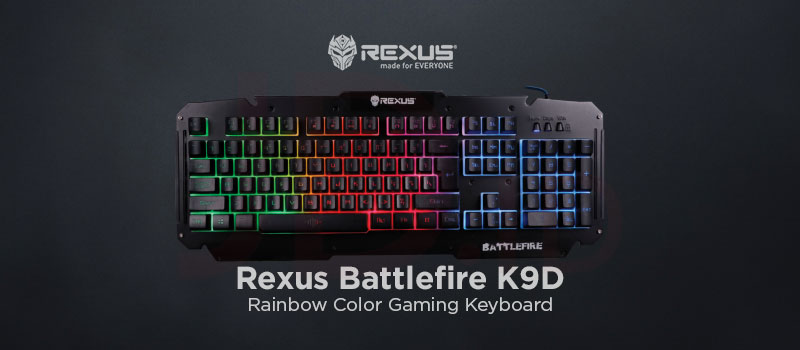 REXUS®
made for EVERYONE
REXUS
BATTLEFIRE
Rexus Battlefire K9D
Rainbow Color Gaming Keyboard